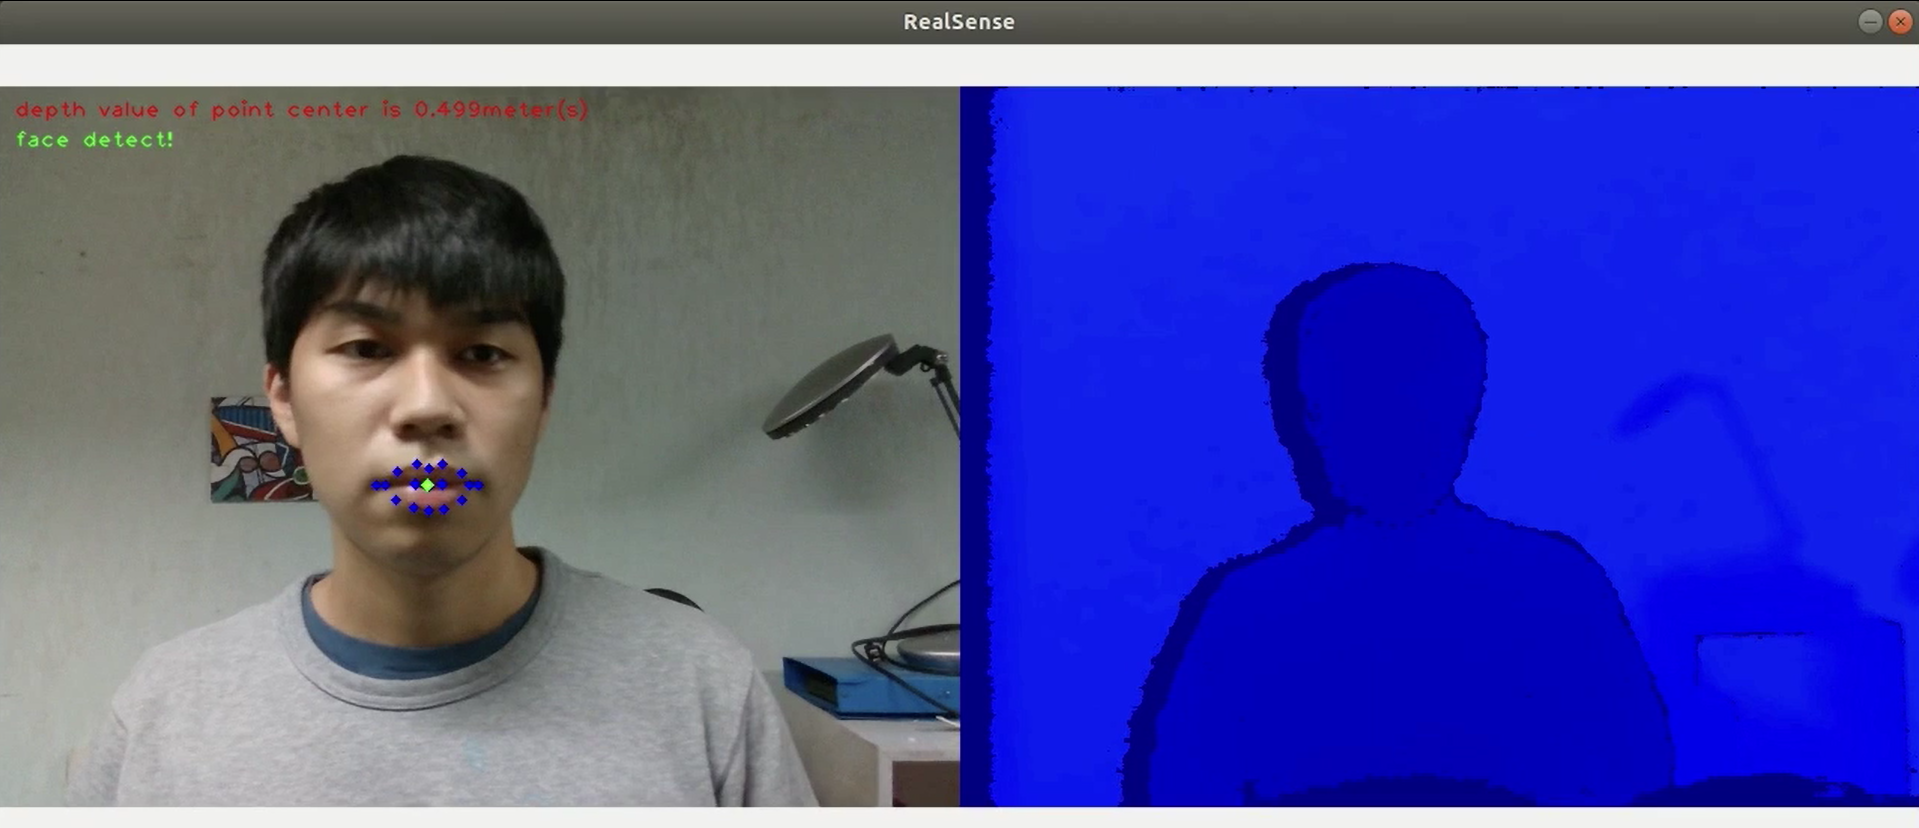 RealSense
depth value of point center is 0.499meter(s)
face detect!